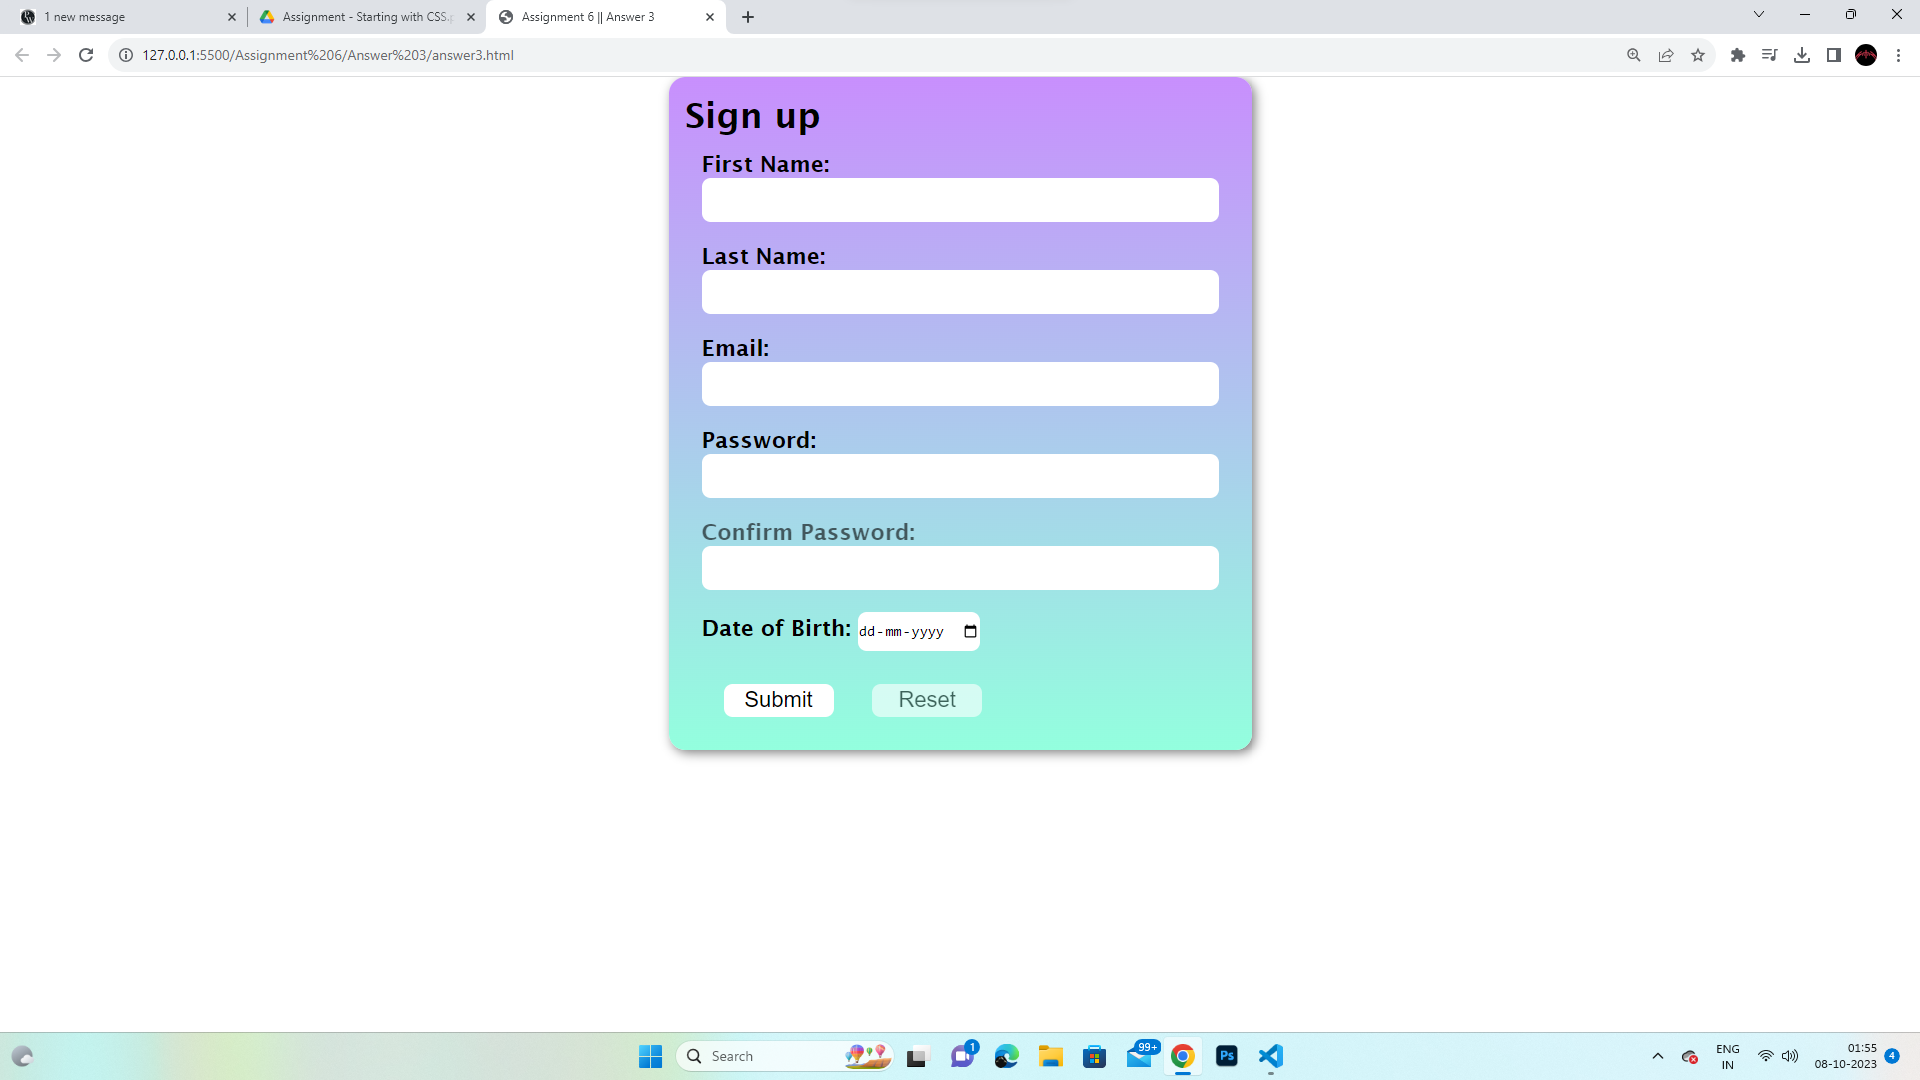 1 new message
Assignment - Starting with CSS.p
Assignment 6 || Answer 3
127.0.0.1:5500/Assignment%206/Answer%203/answer3.html
Sign up
First Name:
Last Name:
Email:
Password:
Confirm Password:
Date of Birth: dd-mm-yyyy
Submit Reset
Search
1
99+
Ps
ENG
IN
01:55
08-10-2023
4